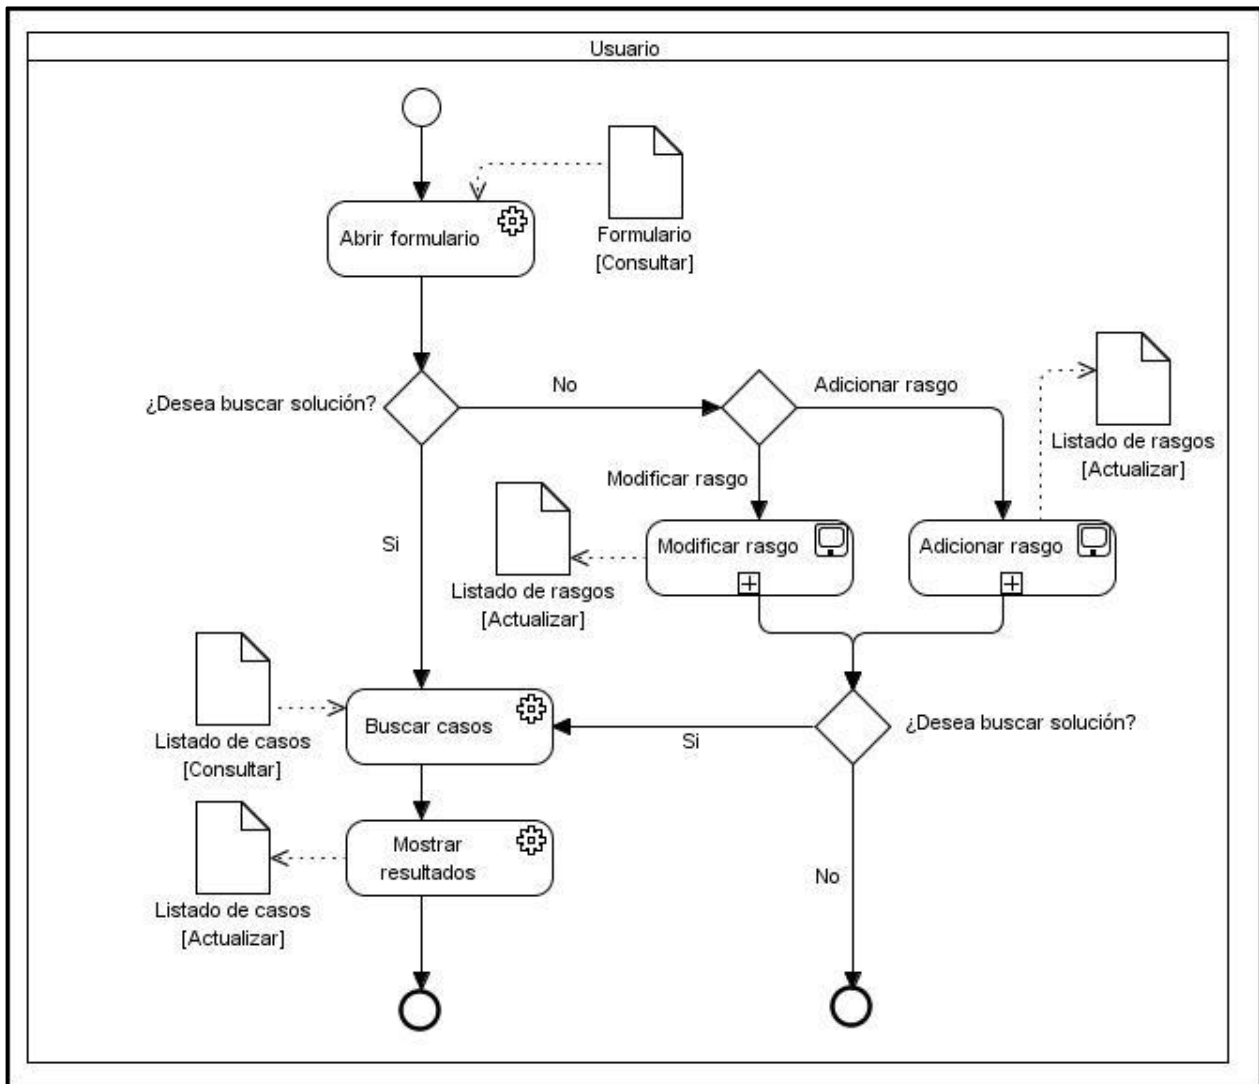 Usuario
Formulario
[Consultar]
Abrir formulario
¿Desea buscar solución?
No
Adicionar rasgo
Listado de rasgos
[Actualizar]
Modificar rasgo
Si
Listado de rasgos
[Actualizar]
Modificar rasgo
Adicionar rasgo
Listado de casos
[Consultar]
Buscar casos
Si
¿Desea buscar solución?
Listado de casos
[Actualizar]
Mostrar
resultados
No